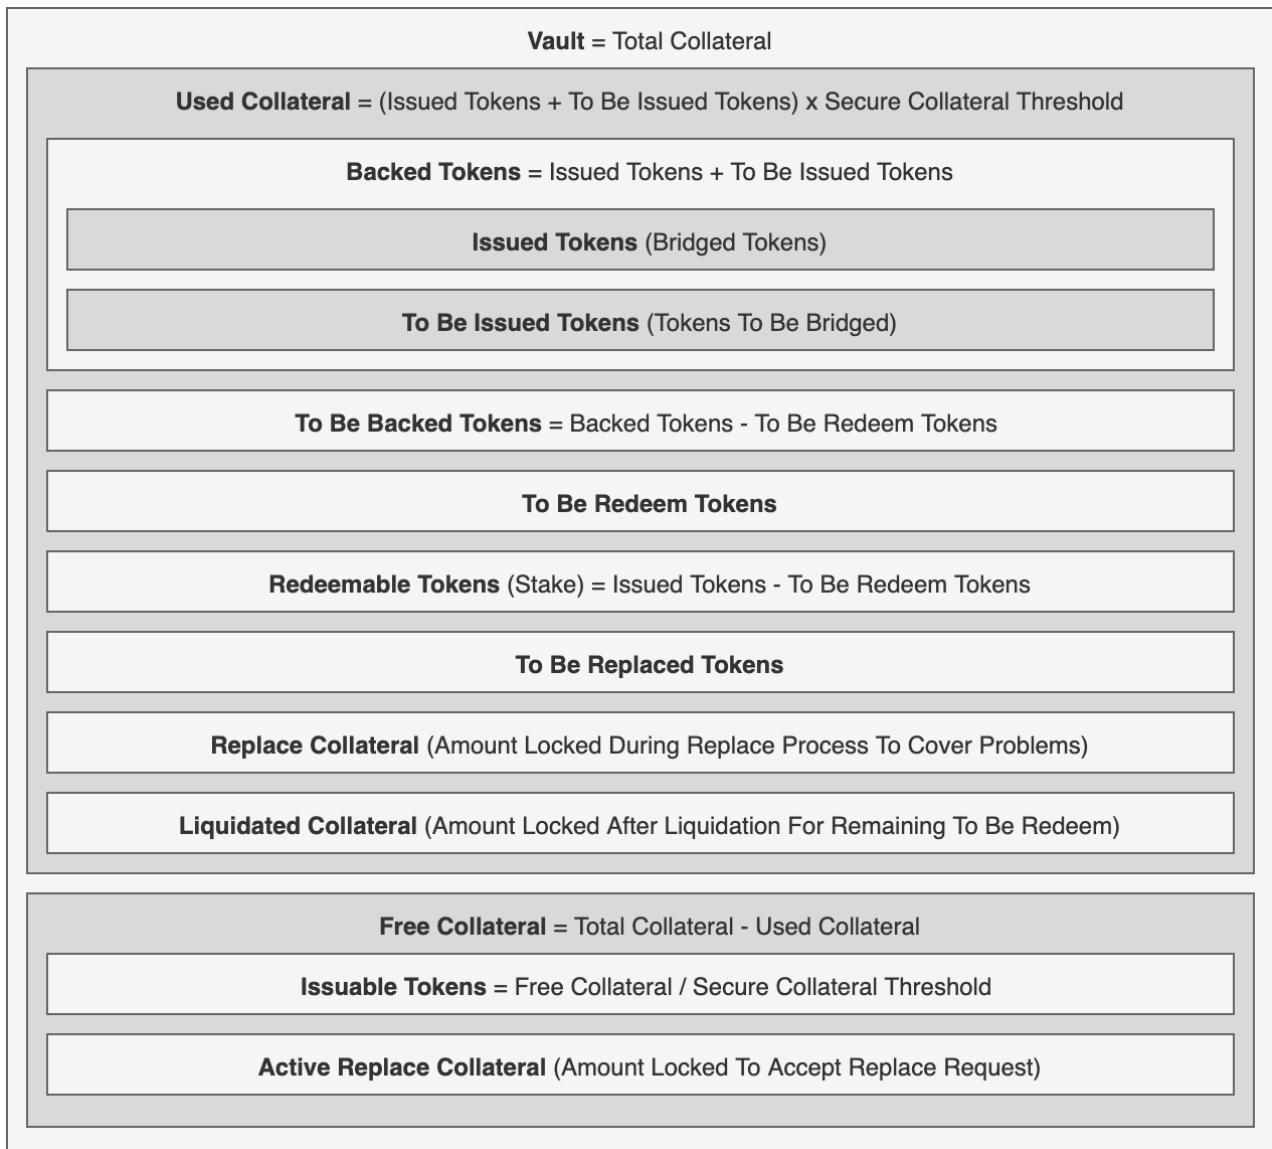 Vault = Total Collateral
Used Collateral = (Issued Tokens + To Be Issued Tokens) x Secure Collateral Threshold
Backed Tokens = Issued Tokens + To Be Issued Tokens
Issued Tokens (Bridged Tokens)
To Be Issued Tokens (Tokens To Be Bridged)
To Be Backed Tokens = Backed Tokens - To Be Redeem Tokens
To Be Redeem Tokens
Redeemable Tokens (Stake) = Issued Tokens - To Be Redeem Tokens
To Be Replaced Tokens
Replace Collateral (Amount Locked During Replace Process To Cover Problems)
Liquidated Collateral (Amount Locked After Liquidation For Remaining To Be Redeem)
Free Collateral = Total Collateral - Used Collateral
Issuable Tokens = Free Collateral / Secure Collateral Threshold
Active Replace Collateral (Amount Locked To Accept Replace Request)